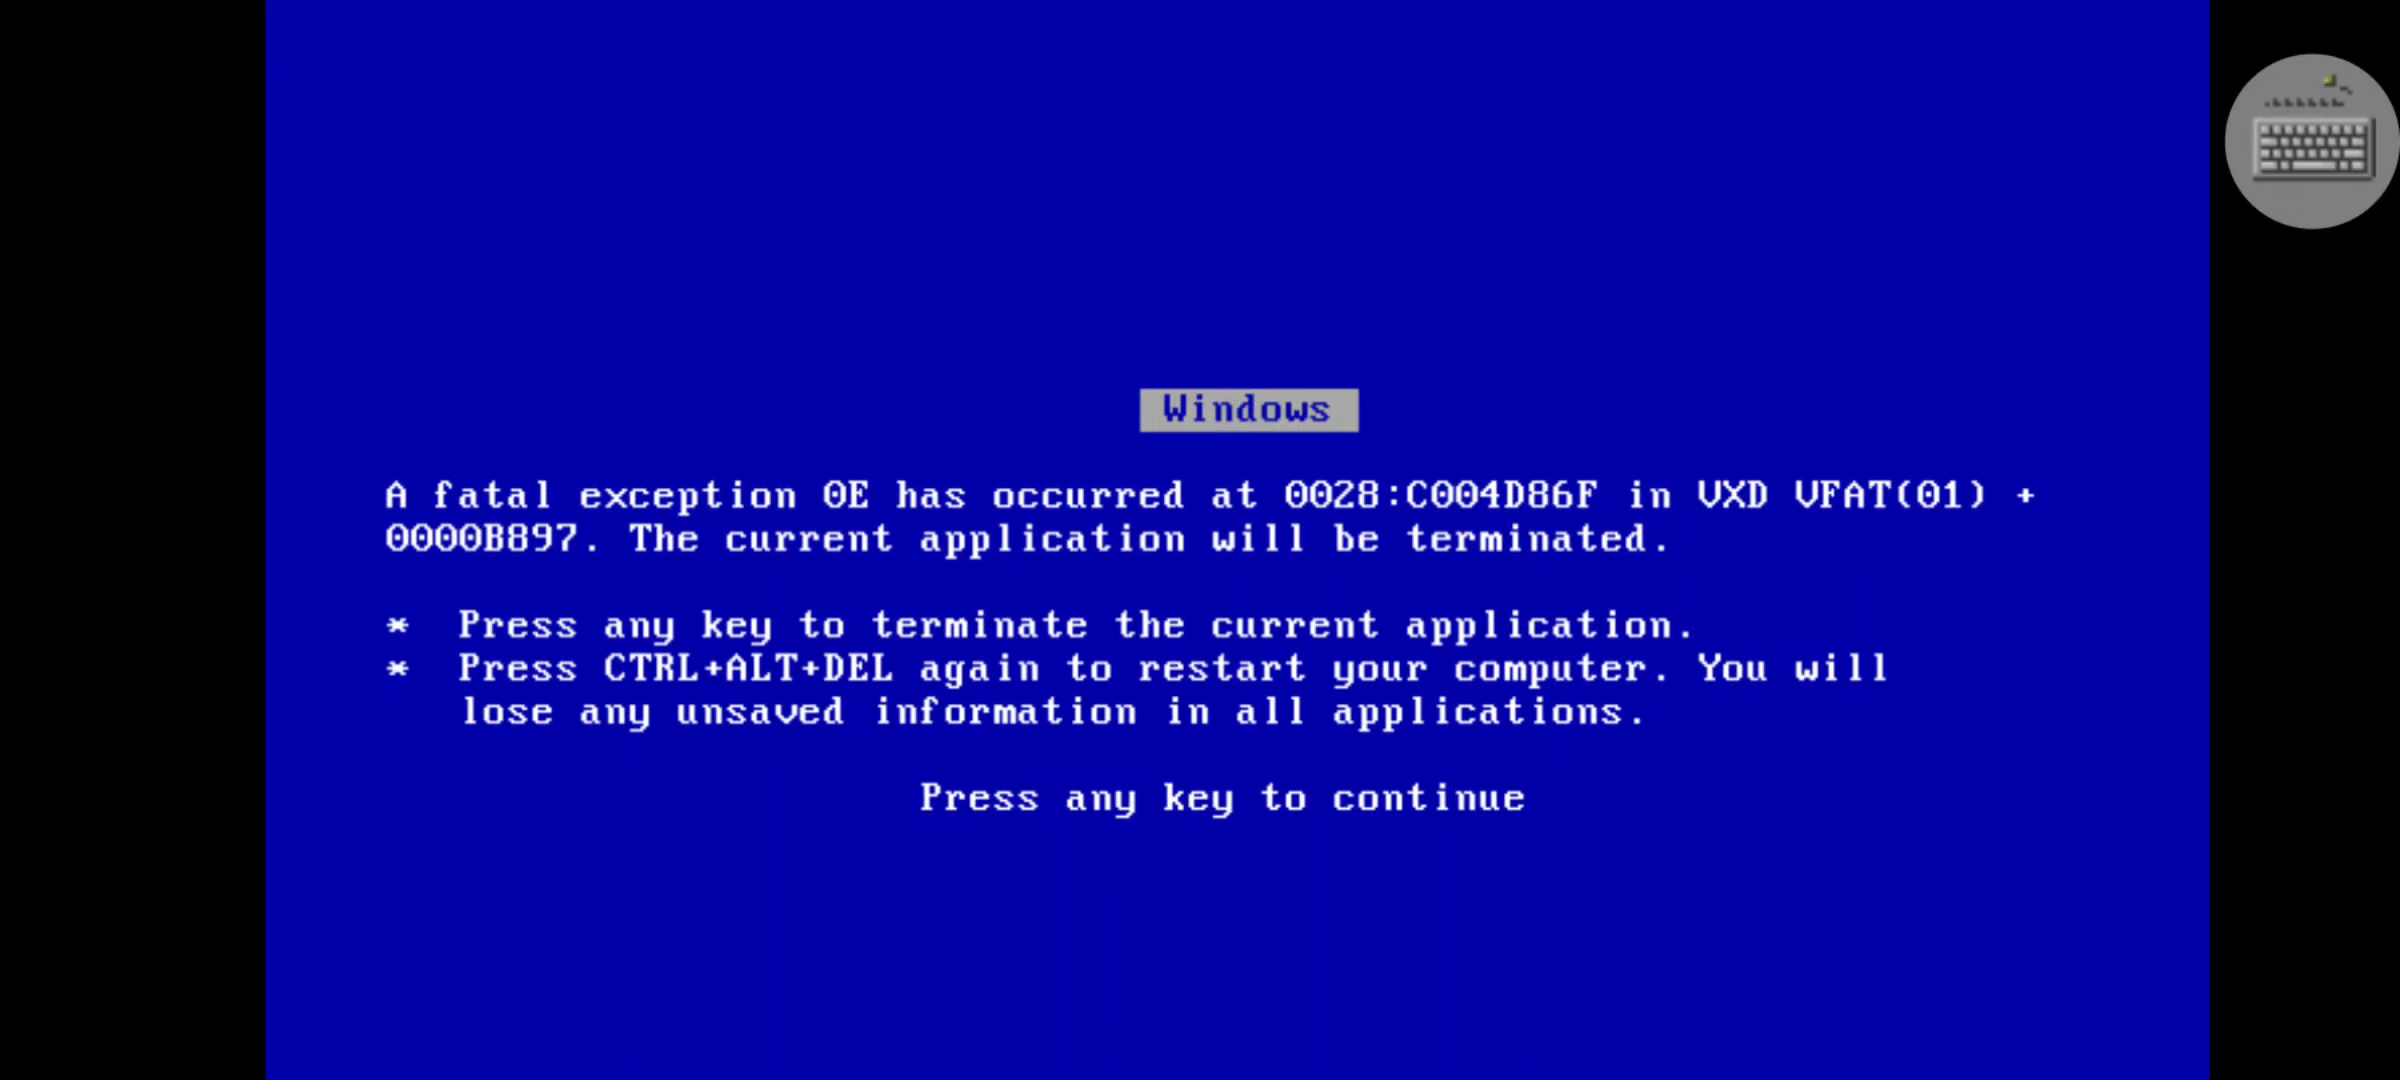 Windows
A fatal exception 0E has occurred at 0028:C004D86F in VXD VFAT(01) +
0000B897. The current application will be terminated.
* Press any key to terminate the current application.
* Press CTRL+ALT+DEL again to restart your computer. You will
lose any unsaved information in all applications.
Press any key to continue